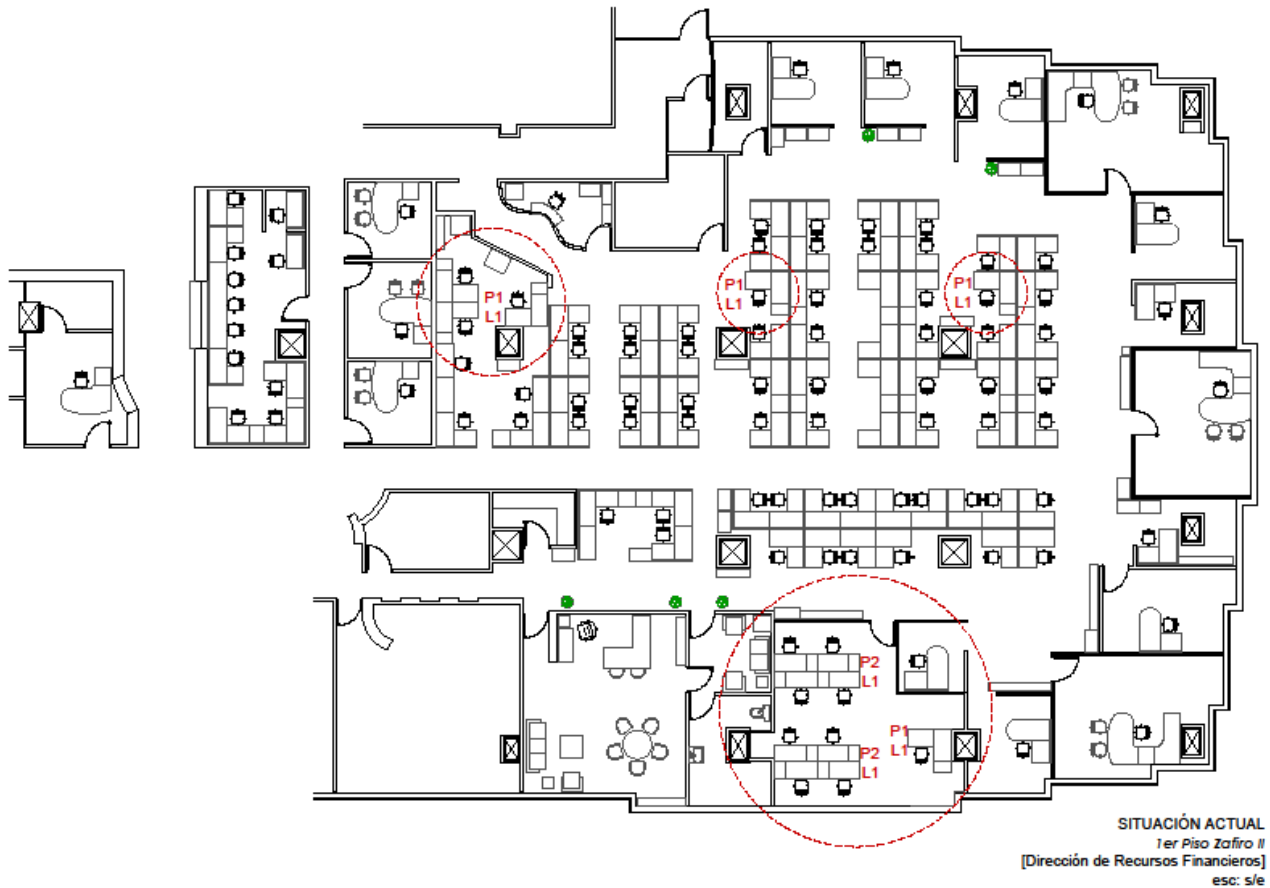 P1
L1
P1
L1
P1
L1
P2
L1
P1
L1
P2
L1
SITUACIÓN ACTUAL
1er Piso Zafiro II
[Dirección de Recursos Financieros]
esc: s/e